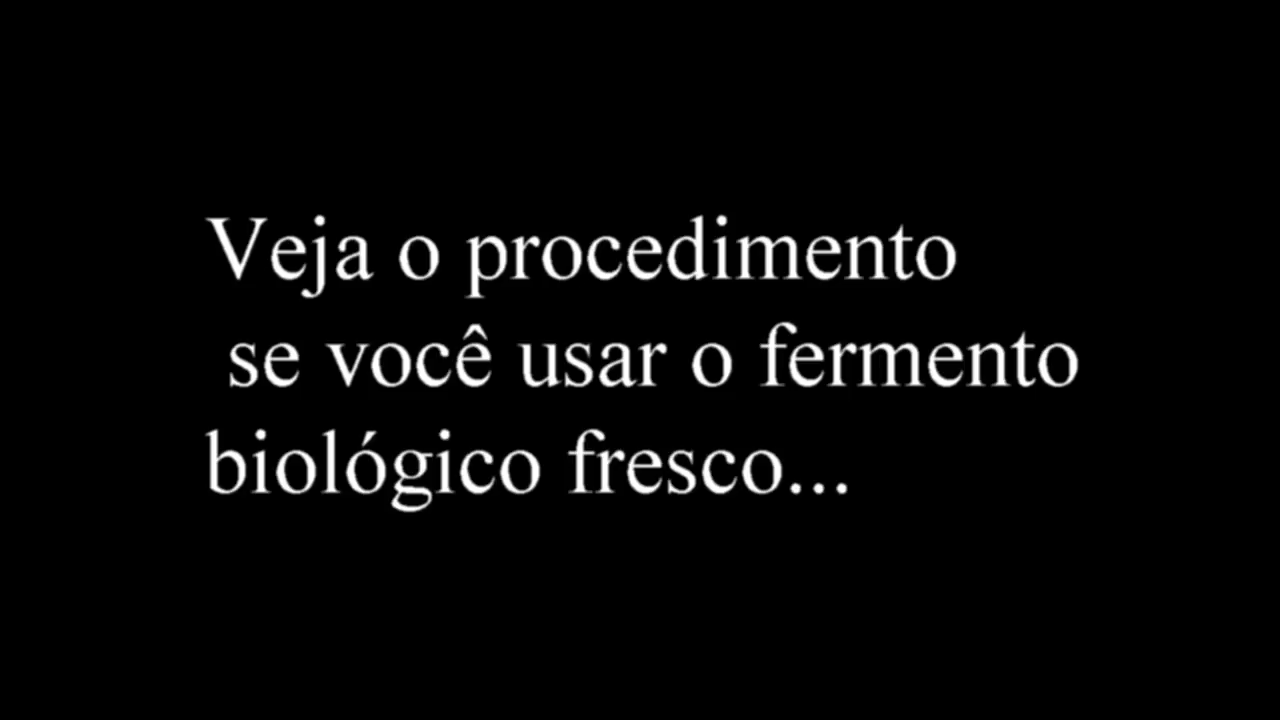 Veja o procedimento
se você usar o fermento
biológico fresco...